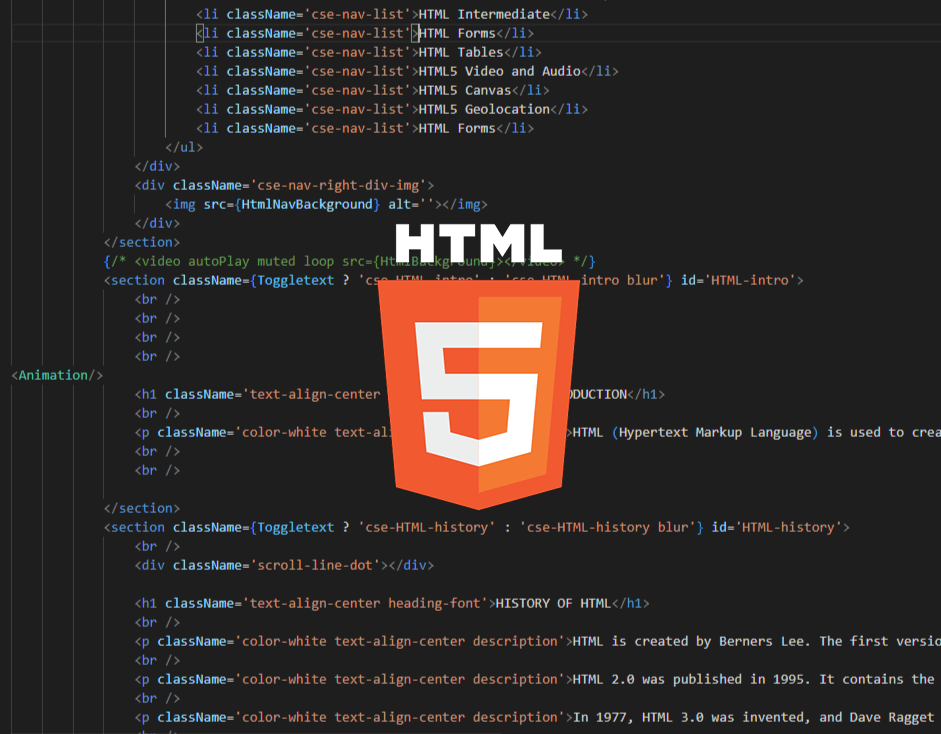 <li className='cse-nav-list'>HTML Intermediate</li>
<li className='cse-nav-list'>HTML Forms</li>
<li className='cse-nav-list'>HTML Tables</li>
<li className='cse-nav-list'>HTML5 Video and Audio</li>
<li className='cse-nav-list'>HTML5 Canvas</li>
<li className='cse-nav-list'>HTML5 Geolocation</li>
<li className='cse-nav-list'>HTML Forms</li>
</ul>
</div>
<div className='cse-nav-right-div-img'>
<img src={HtmlNavBackground} alt=''></img>
</div>
</section>
HTML
{/* <video autoPlay muted loop src={HtmlBackground}></video> */}
<section className={Toggletext ? 'cse-HTML-intro' : 'cse-HTML-intro blur'} id='HTML-intro'>
<br />
<br />
<br />
<br />
<Animation/>
<h1 className='text-align-center DUCTION</h1>
<br />
<p className='color-white text-al >HTML (Hypertext Markup Language) is used to crea
<br />
<br />
</section>
<section className={Toggletext ? 'cse-HTML-history' : 'cse-HTML-history blur'} id='HTML-history'>
<br />
<div className='scroll-line-dot'></div>
<h1 className='text-align-center heading-font'>HISTORY OF HTML</h1>
<br />
<p className='color-white text-align-center description'>HTML is created by Berners Lee. The first versio
<br />
<p className='color-white text-align-center description'>HTML 2.0 was published in 1995. It contains the
<br />
<p className='color-white text-align-center description'>In 1977, HTML 3.0 was invented, and Dave Ragget